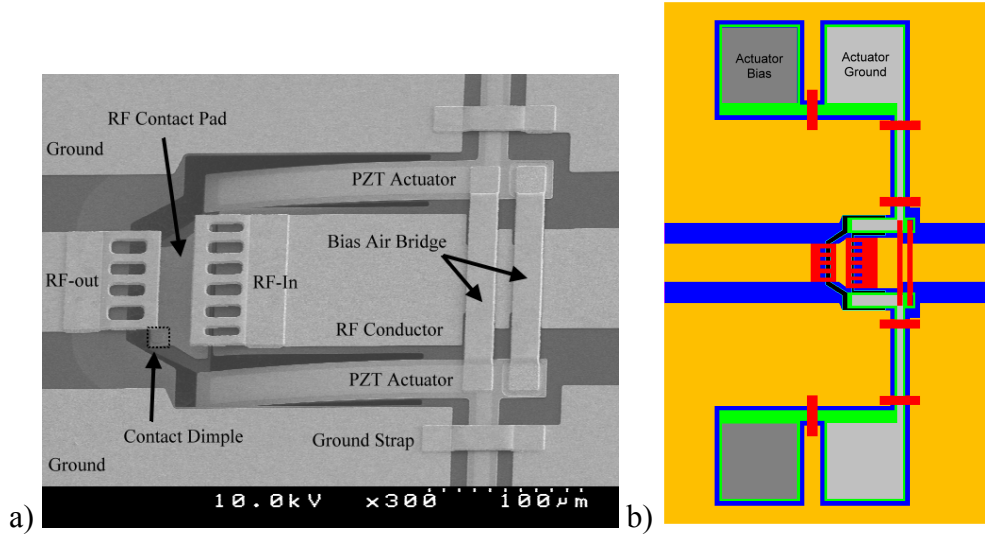 RF Contact Pad
Ground
PZT Actuator
Bias Air Bridge
RF-out
RF-In
RF Conductor
PZT Actuator
Contact Dimple
Ground Strap
Ground
10.0kV x300 100µm
a)
Actuator
Bias
Actuator
Ground
b)